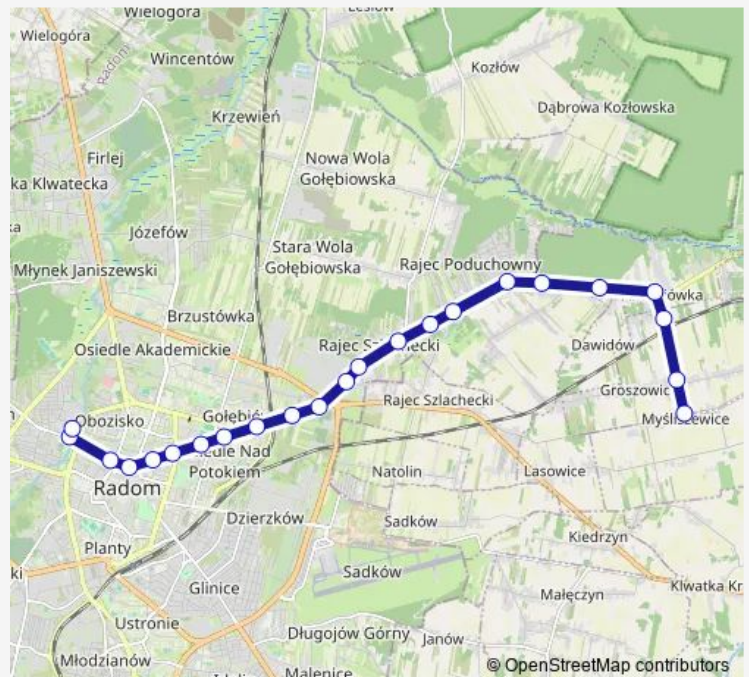 Wielogóra
Wielogóra
Wincentów
Radom
Kozłów
Krzewień
Dąbrowa Kozłowska
Firlej
Nowa Wola
Gołębiowska
ka Klwatecka
Józefów
Stara Wola
Gołębiowska
Młynek Janiszewski
Rajec Poduchowny
Brzustówka
Osiedle Akademickie
Dawidów
Groszowic
Rajec Szlachecki
Obozisko
Natolin
Lasowice
Potokiem
Radom
Dzierzków
Sadków
Kiedrzyn
Planty
ki
Sadków
Glinice
Małęczyn
Klwatka Kr
Ustronie
Długojów Górny
Janów
Młodzianów
Malenice
© OpenStreetMap contributors